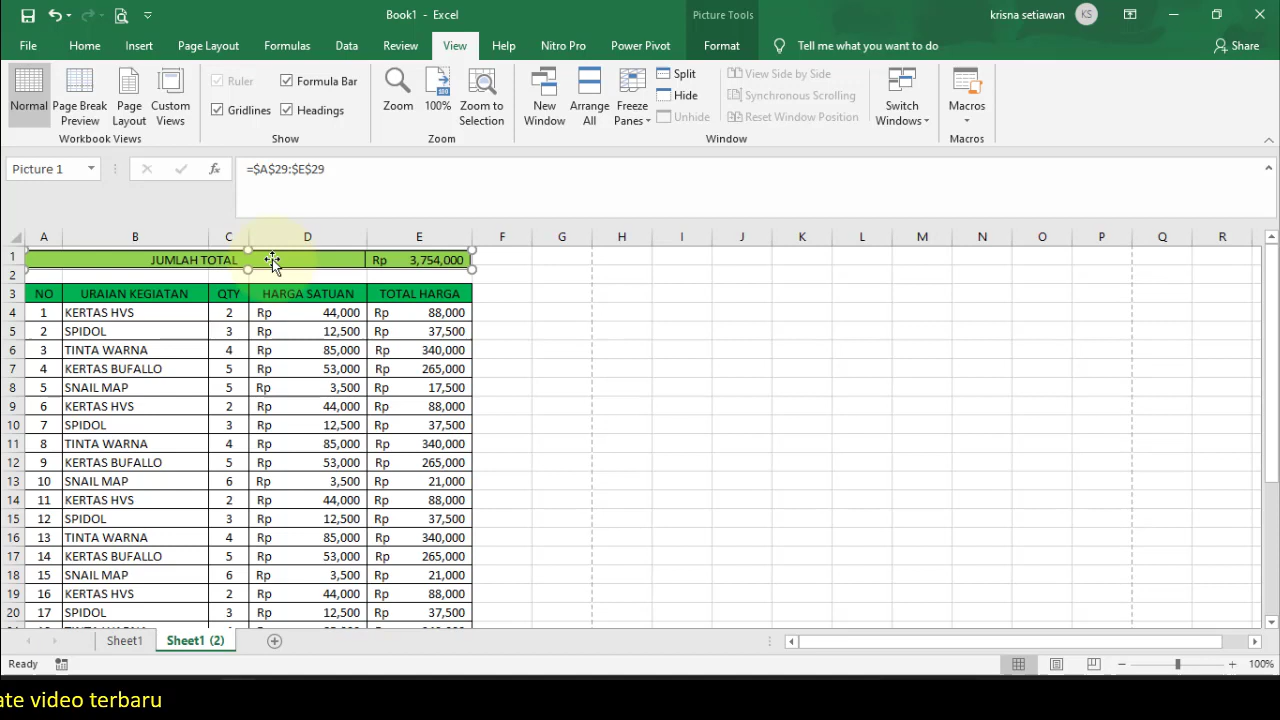 Book1 - Excel
Picture Tools
krisna setiawan
KS
File Home Insert Page Layout Formulas Data Review View Help Nitro Pro Power Pivot Format Tell me what you want to do Share
Normal
Page Break Preview
Page Layout
Custom Views
Workbook Views
Ruler
Formula Bar
Gridlines
Headings
Show
Zoom
100%
Zoom to Selection
Zoom
New Window
Arrange All
Freeze Panes
Split
Hide
Unhide
View Side by Side
Synchronous Scrolling
Reset Window Position
Window
Switch Windows
Macros
Macros
Picture 1
fx
=$A$29:$E$29
A B C D E F G H I J K L M N O P Q R
1 JUMLAH TOTAL Rp 3,754,000
2
3 NO URAIAN KEGIATAN QTY HARGA SATUAN TOTAL HARGA
4 1 KERTAS HVS 2 Rp 44,000 Rp 88,000
5 2 SPIDOL 3 Rp 12,500 Rp 37,500
6 3 TINTA WARNA 4 Rp 85,000 Rp 340,000
7 4 KERTAS BUFALLO 5 Rp 53,000 Rp 265,000
8 5 SNAIL MAP 5 Rp 3,500 Rp 17,500
9 6 KERTAS HVS 2 Rp 44,000 Rp 88,000
10 7 SPIDOL 3 Rp 12,500 Rp 37,500
11 8 TINTA WARNA 4 Rp 85,000 Rp 340,000
12 9 KERTAS BUFALLO 5 Rp 53,000 Rp 265,000
13 10 SNAIL MAP 6 Rp 3,500 Rp 21,000
14 11 KERTAS HVS 2 Rp 44,000 Rp 88,000
15 12 SPIDOL 3 Rp 12,500 Rp 37,500
16 13 TINTA WARNA 4 Rp 85,000 Rp 340,000
17 14 KERTAS BUFALLO 5 Rp 53,000 Rp 265,000
18 15 SNAIL MAP 6 Rp 3,500 Rp 21,000
19 16 KERTAS HVS 2 Rp 44,000 Rp 88,000
20 17 SPIDOL 3 Rp 12,500 Rp 37,500
Sheet1 Sheet1 (2)
Ready
100%
ate video terbaru